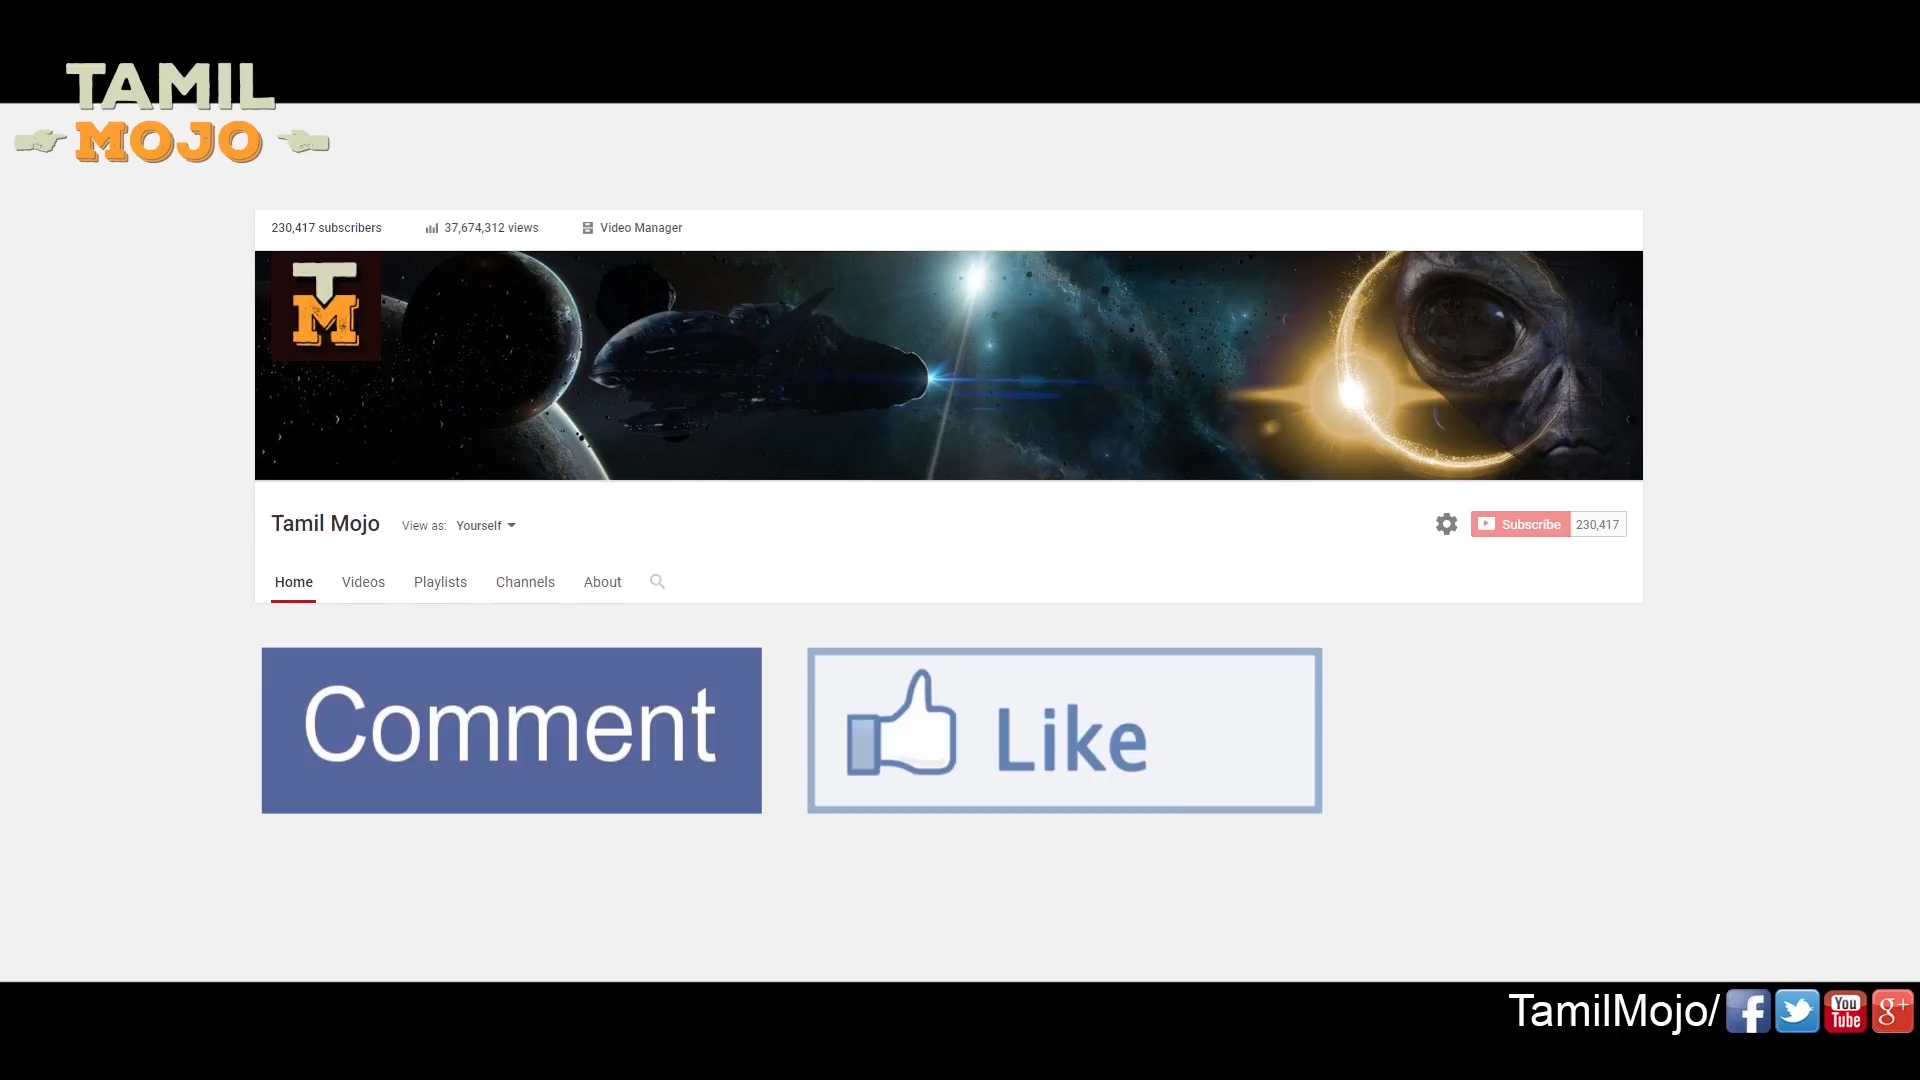 TAMIL
MOJO
230,417 subscribers 37,674,312 views Video Manager
T
M
Tamil Mojo View as: Yourself Subscribe 230,417
Home Videos Playlists Channels About
Comment Like
TamilMojo/ f You Tube g+